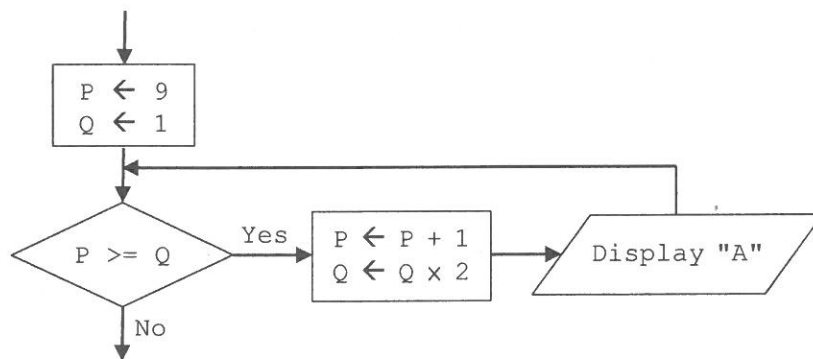 P ← 9
Q ← 1
P >= Q
Yes
P ← P + 1
Q ← Q x 2
Display "A"
No